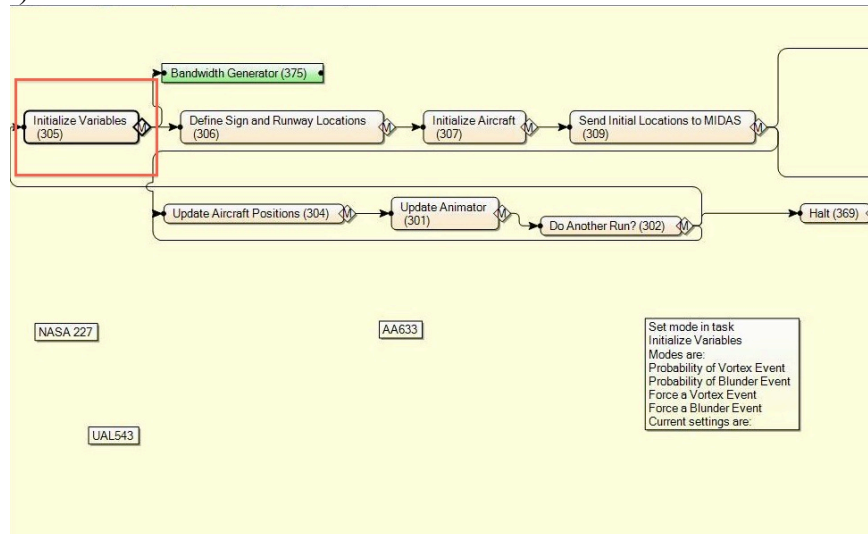 )
Bandwidth Generator (375)
Initialize Variables
(305)
M
Define Sign and Runway Locations
(306)
M
Initialize Aircraft
(307)
M
Send Initial Locations to MIDAS
(309)
M
Update Aircraft Positions (304)
M
Update Animator
(301)
M
Do Another Run? (302)
M
Halt (369)
NASA 227
AA633
UAL543
Set mode in task
Initialize Variables
Modes are:
Probability of Vortex Event
Probability of Blunder Event
Force a Vortex Event
Force a Blunder Event
Current settings are: